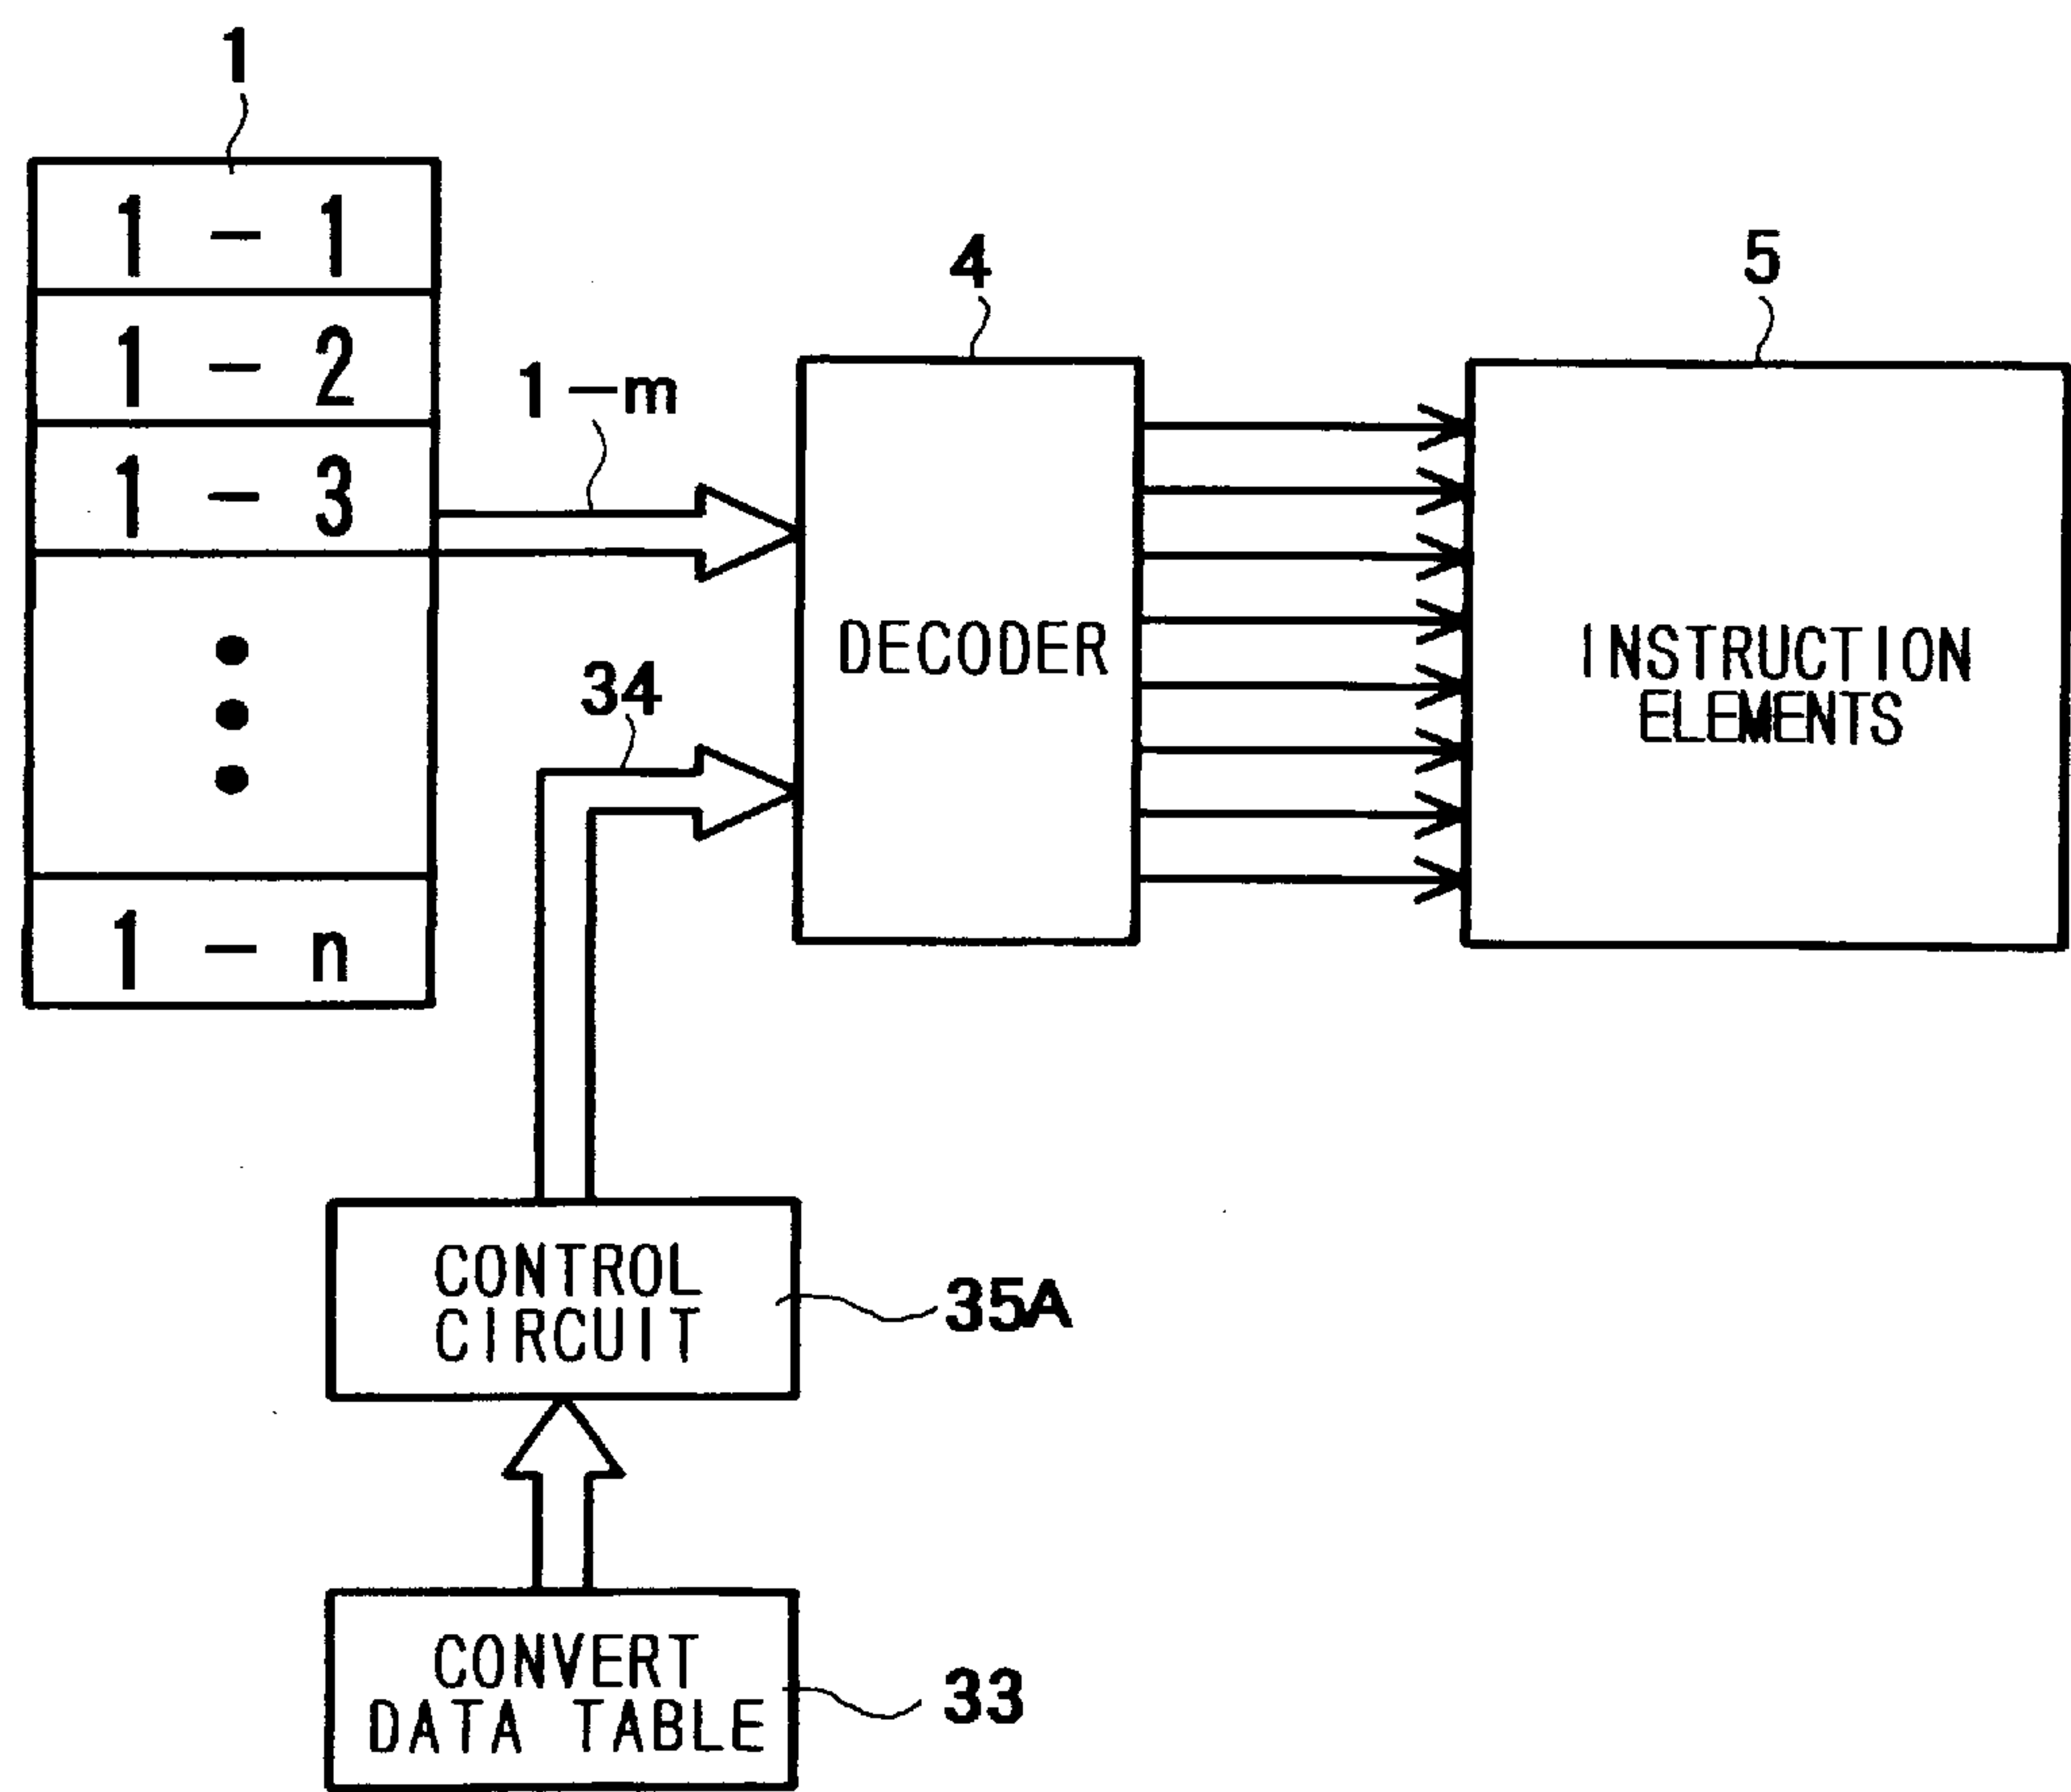 1
1 - 1
1 - 2
1 - 3
1 - n
1-m
34
4
DECODER
5
INSTRUCTION
ELEMENTS
CONTROL
CIRCUIT
35A
CONVERT
DATA TABLE
33